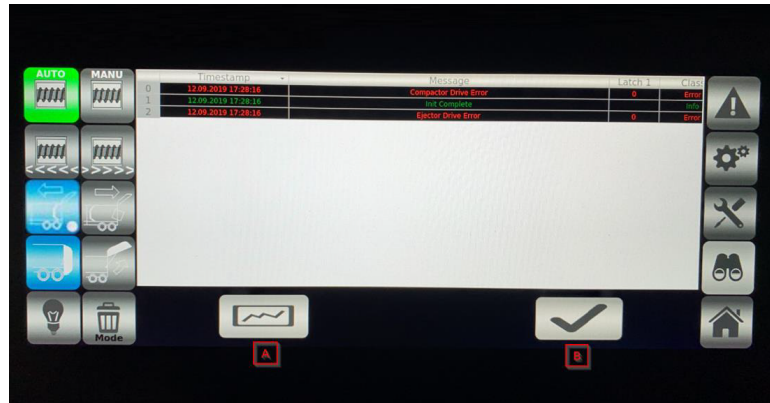 AUTO MANU
Timestamp Message Latch 1 Class
0 12.09.2019 17:28:16 Compactor Drive Error 0 Error
1 12.09.2019 17:28:16 Init Complete Info
2 12.09.2019 17:28:16 Ejector Drive Error 0 Error
<<<<< >>>>>
Mode
A B